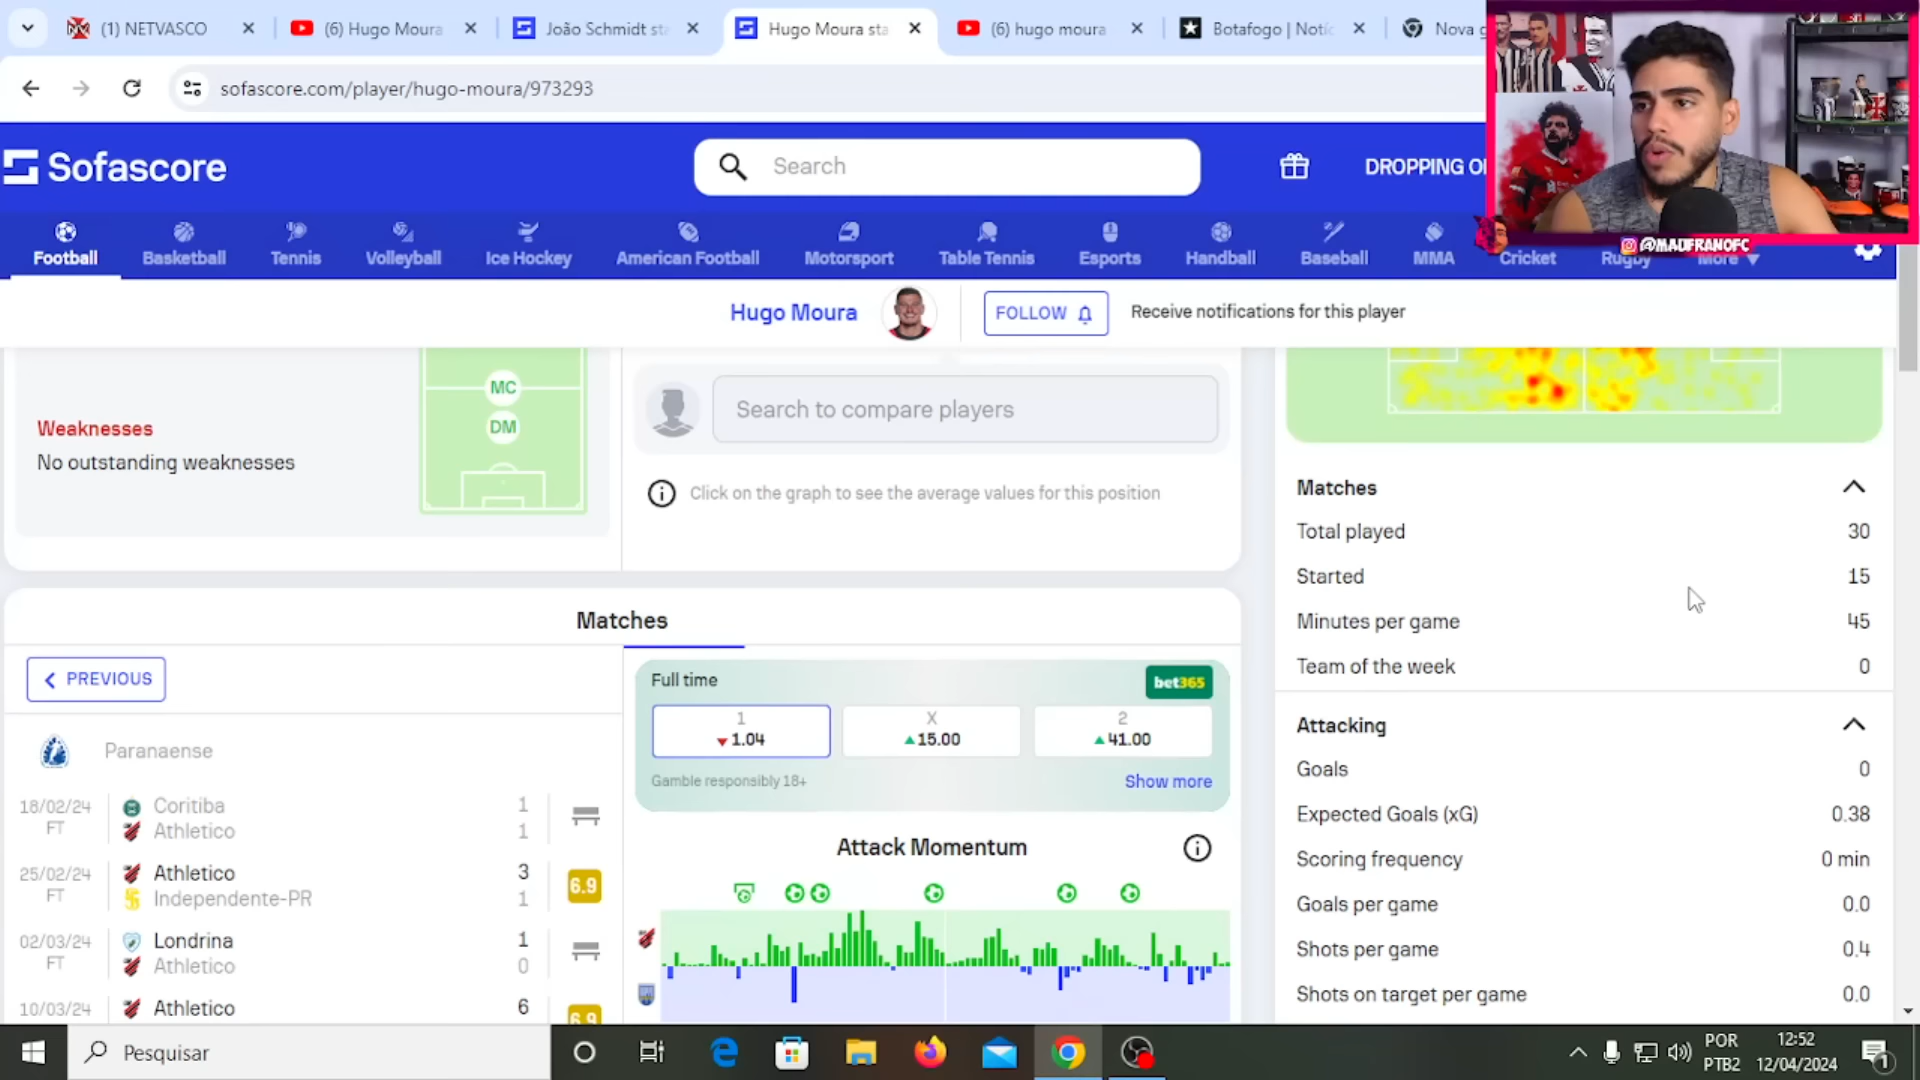 (1) NETVASCO
(6) Hugo Moura
João Schmidt sta
Hugo Moura sta
(6) hugo moura
Botafogo | Notíc
Nova g
sofascore.com/player/hugo-moura/973293
Sofascore
Search
DROPPING O
@MAUFRANOFC
Football
Basketball
Tennis
Volleyball
Ice Hockey
American Football
Motorsport
Table Tennis
Esports
Handball
Baseball
MMA
Cricket
Rugby
More
Hugo Moura
FOLLOW
Receive notifications for this player
MC
DM
Weaknesses
No outstanding weaknesses
Search to compare players
Click on the graph to see the average values for this position
Matches
Total played 30
Started 15
Minutes per game 45
Team of the week 0
Attacking
Goals 0
Expected Goals (xG) 0.38
Scoring frequency 0 min
Goals per game 0.0
Shots per game 0.4
Shots on target per game 0.0
Matches
PREVIOUS
Paranaense
18/02/24 Coritiba 1
FT Athletico 1
25/02/24 Athletico 3
FT Independente-PR 1
6.9
02/03/24 Londrina 1
FT Athletico 0
10/03/24 Athletico 6
6.9
Full time
bet365
1 X 2
1.04 15.00 41.00
Gamble responsibly 18+ Show more
Attack Momentum
Pesquisar
POR
PTB2
12:52
12/04/2024
1